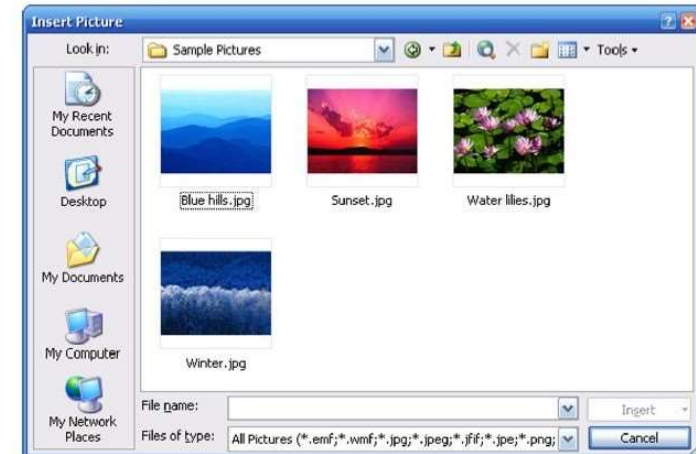 Insert Picture
Look in:
Sample Pictures
Tools
My Recent
Documents
Desktop
My Documents
My Computer
My Network
Places
Blue hills.jpg
Sunset.jpg
Water lilies.jpg
Winter.jpg
File name:
Insert
Files of type:
All Pictures (*.emf;*.wmf;*.jpg;*.jpeg;*.jfif;*.jpe;*.png;
Cancel